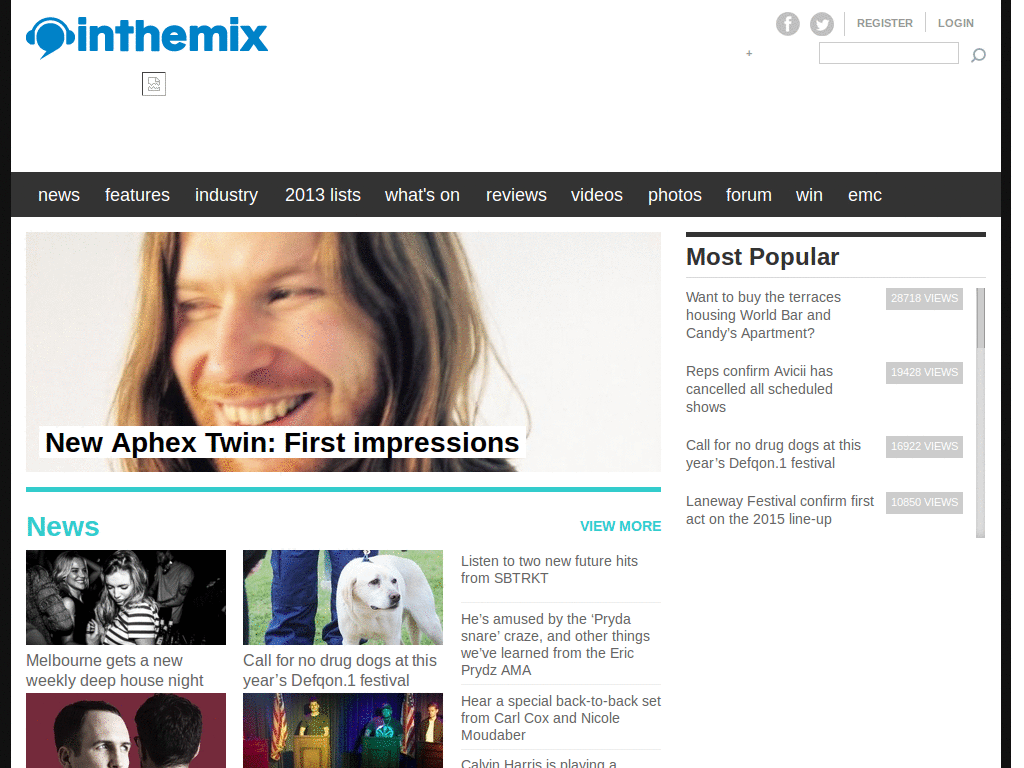 inthemix
REGISTER
LOGIN
+
news features industry 2013 lists what's on reviews videos photos forum win emc
New Aphex Twin: First impressions
Most Popular
Want to buy the terraces
housing World Bar and
Candy’s Apartment?
28718 VIEWS
Reps confirm Avicii has
cancelled all scheduled
shows
19428 VIEWS
Call for no drug dogs at this
year’s Defqon.1 festival
16922 VIEWS
Laneway Festival confirm first
act on the 2015 line-up
10850 VIEWS
News
VIEW MORE
Melbourne gets a new
weekly deep house night
Call for no drug dogs at this
year’s Defqon.1 festival
Listen to two new future hits
from SBTRKT
He’s amused by the ‘Pryda
snare’ craze, and other things
we’ve learned from the Eric
Prydz AMA
Hear a special back-to-back set
from Carl Cox and Nicole
Moudaber
Calvin Harris is playing a